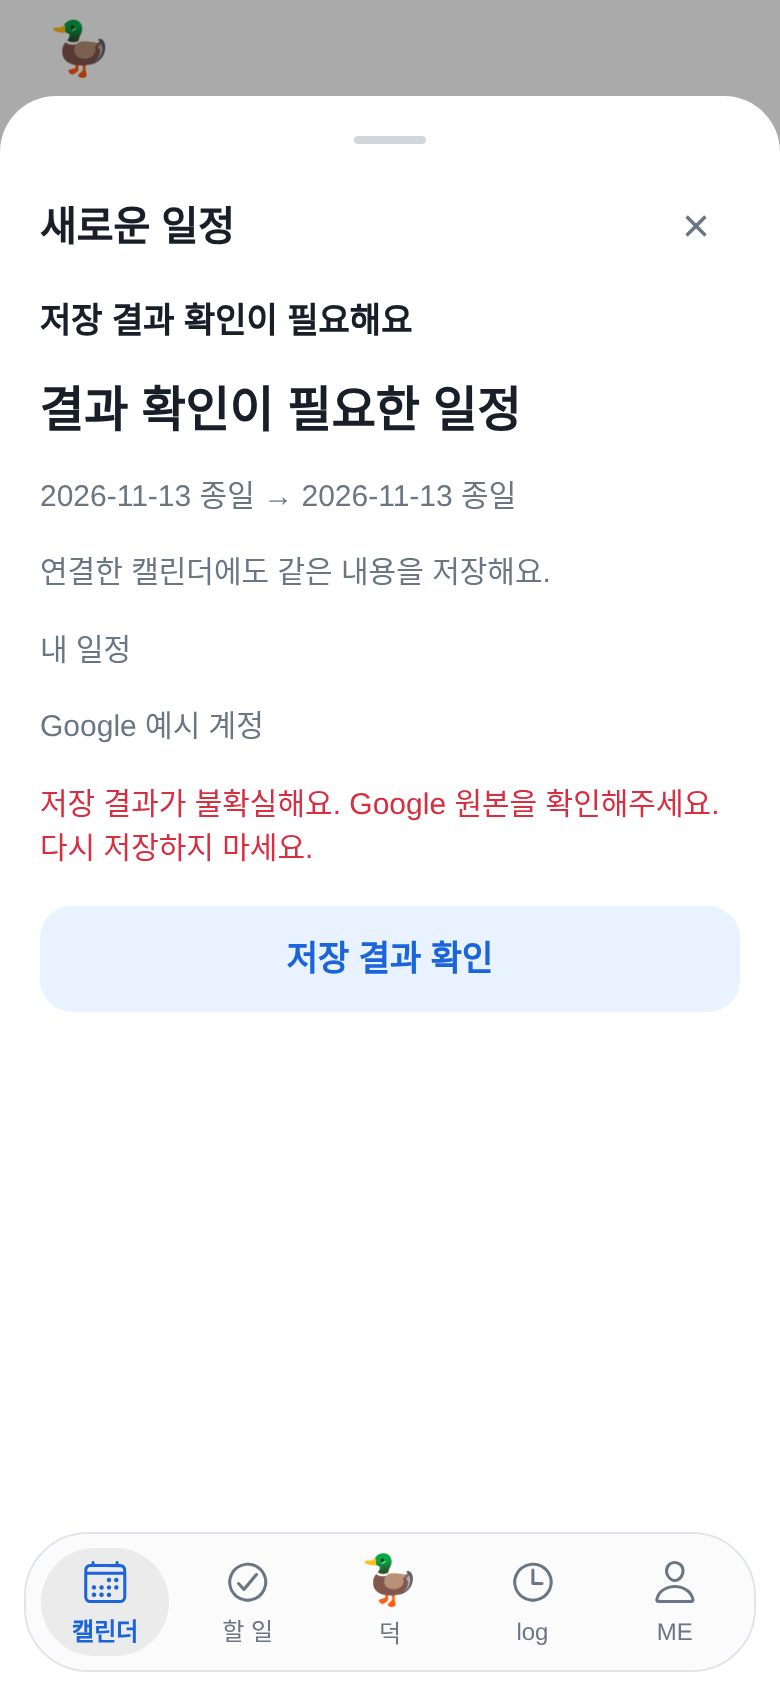 새로운 일정
저장 결과 확인이 필요해요
결과 확인이 필요한 일정
2026-11-13 종일 → 2026-11-13 종일
연결한 캘린더에도 같은 내용을 저장해요.
내 일정
Google 예시 계정
저장 결과가 불확실해요. Google 원본을 확인해주세요.
다시 저장하지 마세요.
저장 결과 확인
캘린더
할 일
덕
log
ME